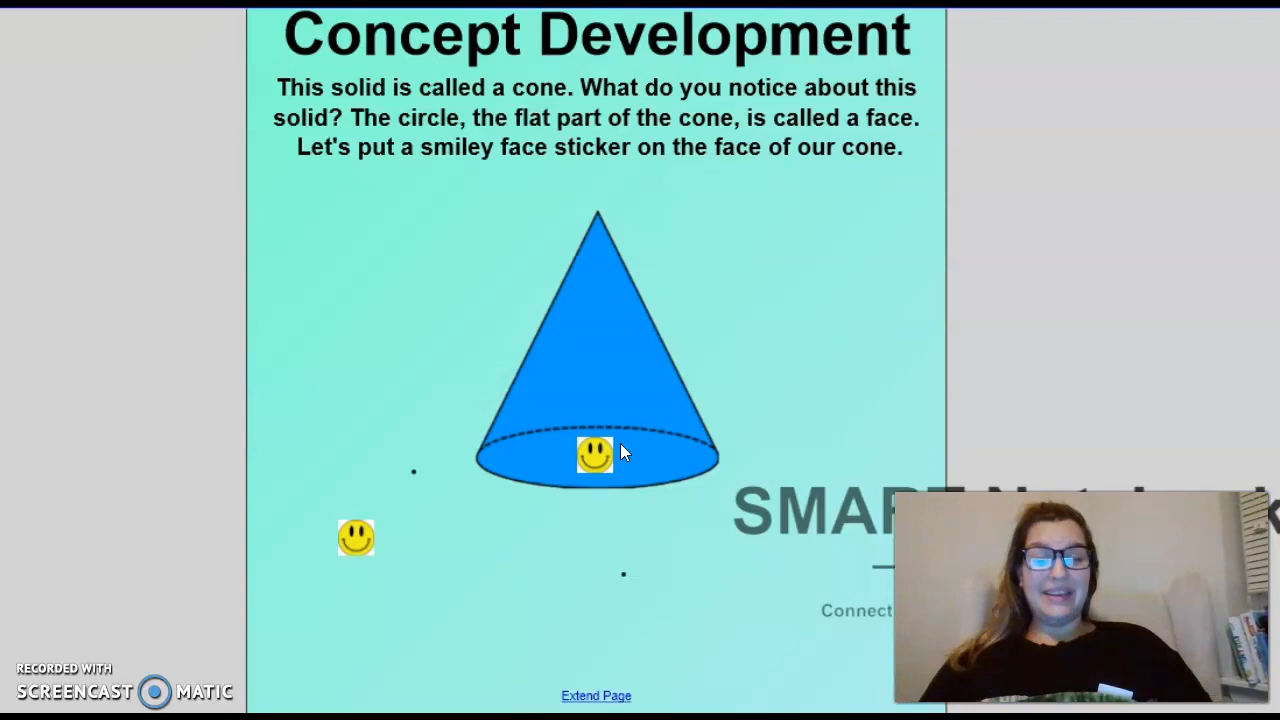 Concept Development
This solid is called a cone. What do you notice about this
solid? The circle, the flat part of the cone, is called a face.
Let's put a smiley face sticker on the face of our cone.
SMART
Connect
Extend Page
RECORDED WITH
SCREENCAST MATIC